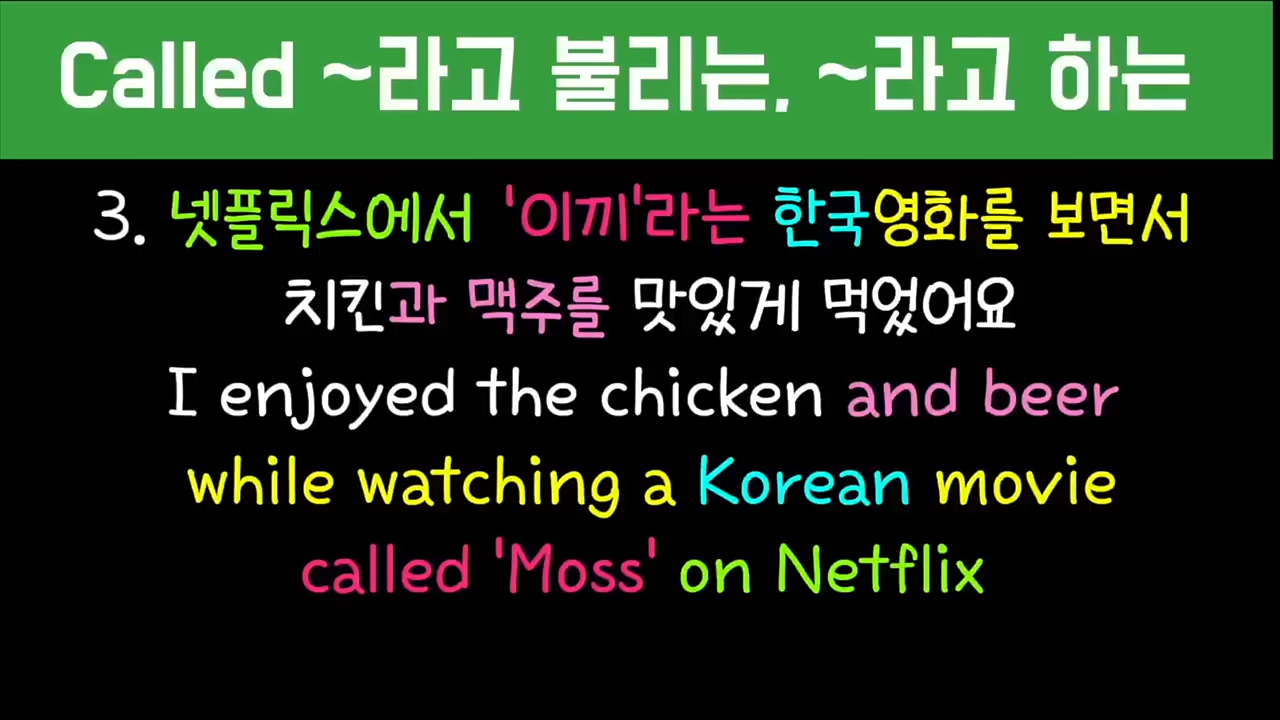 Called ~라고 불리는, ~라고 하는
3. 넷플릭스에서 '이끼'라는 한국영화를 보면서
치킨과 맥주를 맛있게 먹었어요
I enjoyed the chicken and beer
while watching a Korean movie
called 'Moss' on Netflix